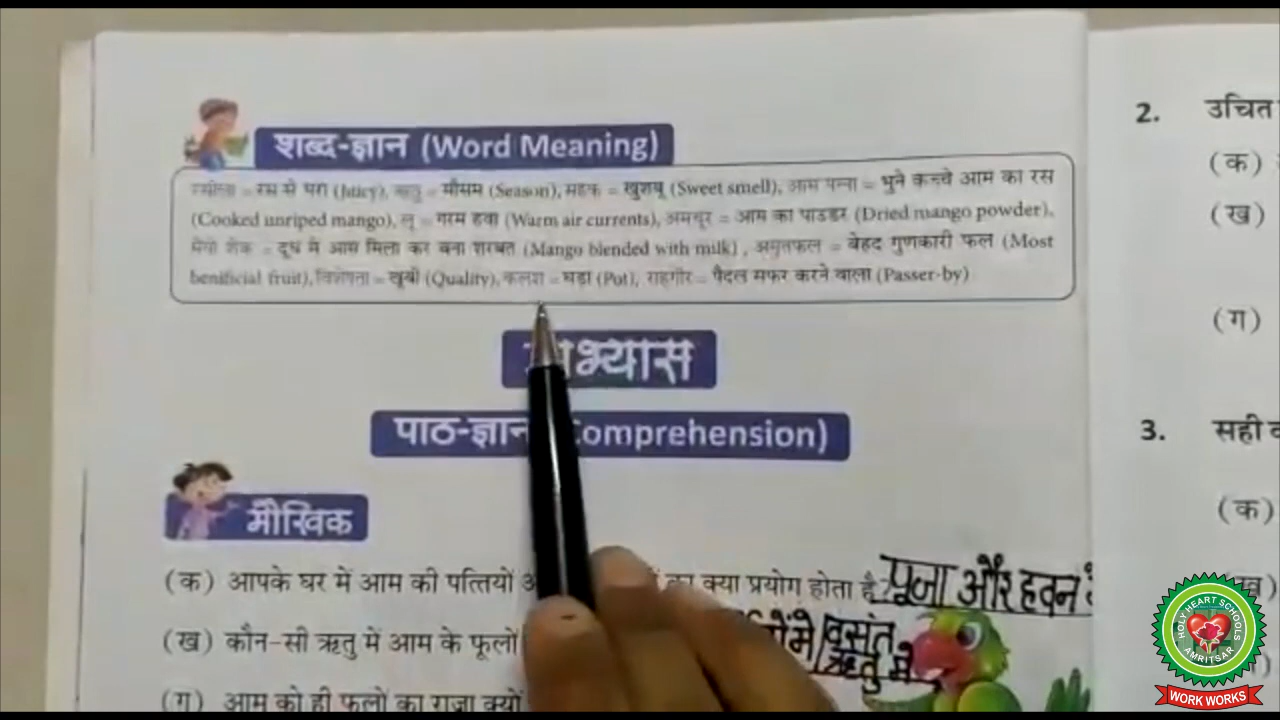 शब्द-ज्ञान (Word Meaning)
रसीला = रस से भरा (Juicy), ऋतु = मौसम (Season), महक = खुशबू (Sweet smell), आम पन्ना = भुने कच्चे आम का रस
(Cooked unriped mango), लू = गरम हवा (Warm air currents), अमचूर = आम का पाउडर (Dried mango powder),
मैंगो शेक = दूध में आम मिला कर बना शरबत (Mango blended with milk), अमृतफल = बेहद गुणकारी फल (Most
benificial fruit), विशेषता = खूबी (Quality), कलश = घड़ा (Pot), राहगीर = पैदल सफर करने वाला (Passer-by)
भ्यास
पाठ-ज्ञान omprehension)
मौखिक
(क) आपके घर में आम की पत्तियों का क्या प्रयोग होता है? पूजा और हवन
(ख) कौन-सी ऋतु में आम के फूलों में वसंत
ऋतु में
(ग) आम को ही फलों का राजा क्यों
2. उचित
(क)
(ख)
(ग)
3. सही
(क)
(ख)
HOLY HEART SCHOOLS
AMRITSAR
WORK WORKS